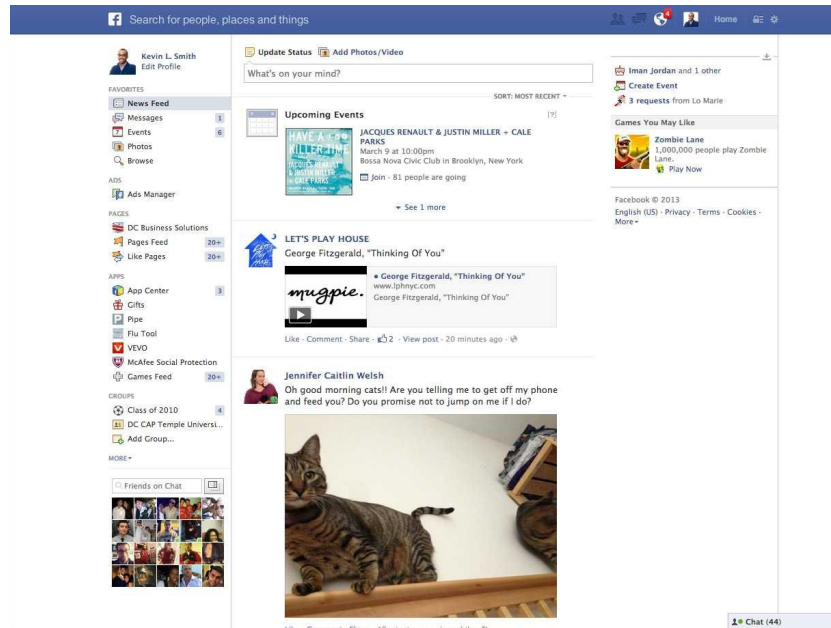 Search for people, places and things
4
Home
Kevin L. Smith
Edit Profile
FAVORITES
News Feed
Messages 1
Events 6
Photos
Browse
ADS
Ads Manager
PAGES
DC Business Solutions
Pages Feed 20+
Like Pages 20+
APPS
App Center 3
Gifts
Pipe
Flu Tool
VEVO
McAfee Social Protection
Games Feed 20+
GROUPS
Class of 2010 4
DC CAP Temple Universi...
Add Group...
MORE
Friends on Chat
Update Status Add Photos/Video
What's on your mind?
SORT: MOST RECENT
Upcoming Events [?]
HAVE A
KILLER TIME
JACQUES RENAULT
& JUSTIN MILLER
+ CALE PARKS
JACQUES RENAULT & JUSTIN MILLER + CALE
PARKS
March 9 at 10:00pm
Bossa Nova Civic Club in Brooklyn, New York
Join · 81 people are going
See 1 more
LET'S PLAY HOUSE
George Fitzgerald, "Thinking Of You"
mugpie.
• George Fitzgerald, "Thinking Of You"
www.lphnyc.com
George Fitzgerald, "Thinking Of You"
Like · Comment · Share · 2 · View post · 20 minutes ago ·
Jennifer Caitlin Welsh
Oh good morning cats!! Are you telling me to get off my phone
and feed you? Do you promise not to jump on me if I do?
Iman Jordan and 1 other
Create Event
3 requests from Lo Marie
Games You May Like
Zombie Lane
1,000,000 people play Zombie
Lane.
Play Now
Facebook © 2013
English (US) · Privacy · Terms · Cookies ·
More
Chat (44)